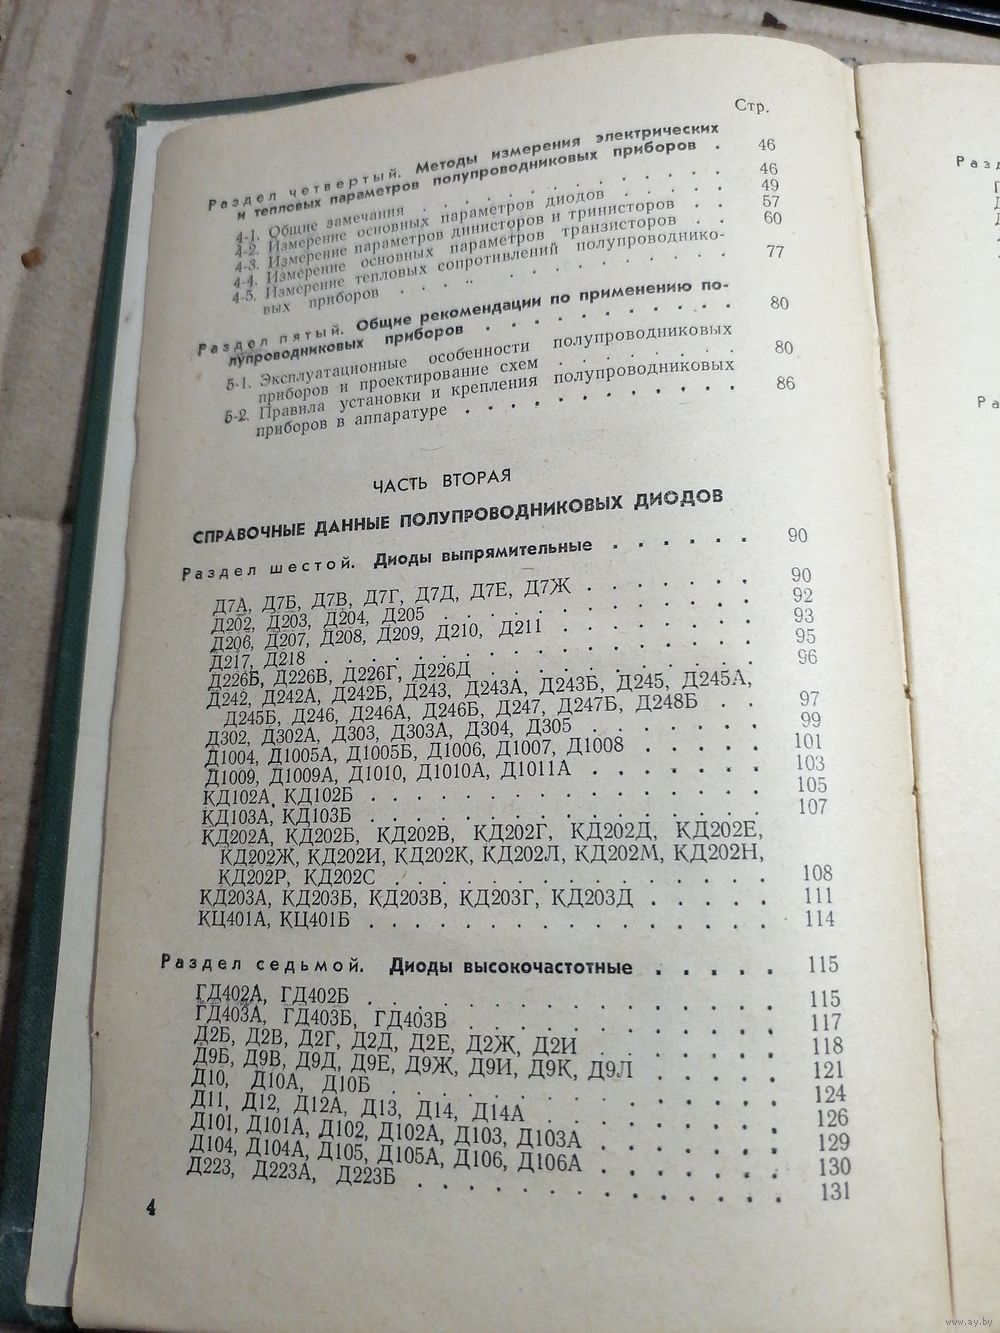 Стр.
Раздел четвертый. Методы измерения электрических
и тепловых параметров полупроводниковых приборов . 46
4-1. Общие замечания . . . . . . . . . . 46
4-2. Измерение основных параметров диодов . . . . . 49
4-3. Измерение параметров динисторов и тринисторов . . 57
4-4. Измерение основных параметров транзисторов . . 60
4-5. Измерение тепловых сопротивлений полупроводнико-
вых приборов . . . . . . . . . . . 77
Раздел пятый. Общие рекомендации по применению по-
лупроводниковых приборов . . . . . . . . . . 80
5-1. Эксплуатационные особенности полупроводниковых
приборов и проектирование схем . . . . . . . . 80
5-2. Правила установки и крепления полупроводниковых
приборов в аппаратуре . . . . . . . . . . . 86
ЧАСТЬ ВТОРАЯ
СПРАВОЧНЫЕ ДАННЫЕ ПОЛУПРОВОДНИКОВЫХ ДИОДОВ
Раздел шестой. Диоды выпрямительные . . . . . . 90
Д7А, Д7Б, Д7В, Д7Г, Д7Д, Д7Е, Д7Ж . . . . . . 90
Д202, Д203, Д204, Д205 . . . . . . . . . . . 92
Д206, Д207, Д208, Д209, Д210, Д211 . . . . . . . 93
Д217, Д218 . . . . . . . . . . . . . . 95
Д226Б, Д226В, Д226Г, Д226Д . . . . . . . . . 96
Д242, Д242А, Д242Б, Д243, Д243А, Д243Б, Д245, Д245А,
Д245Б, Д246, Д246А, Д246Б, Д247, Д247Б, Д248Б . . 97
Д302, Д302А, Д303, Д303А, Д304, Д305 . . . . . . 99
Д1004, Д1005А, Д1005Б, Д1006, Д1007, Д1008 . . . . . 101
Д1009, Д1009А, Д1010, Д1010А, Д1011А . . . . . . . 103
КД102А, КД102Б . . . . . . . . . . . . . . . 105
КД103А, КД103Б . . . . . . . . . . . . . . . 107
КД202А, КД202Б, КД202В, КД202Г, КД202Д, КД202Е,
КД202Ж, КД202И, КД202К, КД202Л, КД202М, КД202Н,
КД202Р, КД202С . . . . . . . . . . . . . . 108
КД203А, КД203Б, КД203В, КД203Г, КД203Д . . . . . 111
КЦ401А, КЦ401Б . . . . . . . . . . . . . . . 114
Раздел седьмой. Диоды высокочастотные . . . . . 115
ГД402А, ГД402Б . . . . . . . . . . . . . . . 115
ГД403А, ГД403Б, ГД403В . . . . . . . . . . . 117
Д2Б, Д2В, Д2Г, Д2Д, Д2Е, Д2Ж, Д2И . . . . . . . 118
Д9Б, Д9В, Д9Д, Д9Е, Д9Ж, Д9И, Д9К, Д9Л . . . . . 121
Д10, Д10А, Д10Б . . . . . . . . . . . . . . 124
Д11, Д12, Д12А, Д13, Д14, Д14А . . . . . . . . . 126
Д101, Д101А, Д102, Д102А, Д103, Д103А . . . . . . . 129
Д104, Д104А, Д105, Д105А, Д106, Д106А . . . . . . . 130
Д223, Д223А, Д223Б . . . . . . . . . . . . . 131
4
www.ay.by